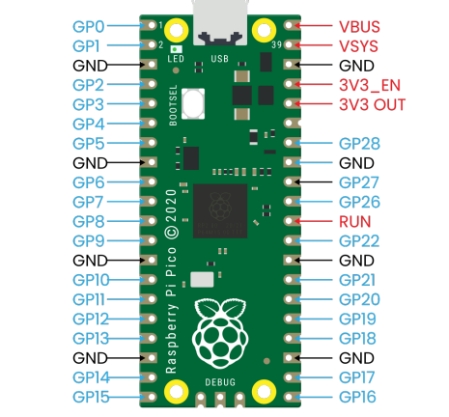 GP0
GP1
GND
GP2
GP3
GP4
GP5
GND
GP6
GP7
GP8
GP9
GND
GP10
GP11
GP12
GP13
GND
GP14
GP15
1
2
39
LED
USB
BOOTSEL
Raspberry Pi Pico © 2020
DEBUG
VBUS
VSYS
GND
3V3_EN
3V3 OUT
GP28
GND
GP27
GP26
RUN
GP22
GND
GP21
GP20
GP19
GP18
GND
GP17
GP16